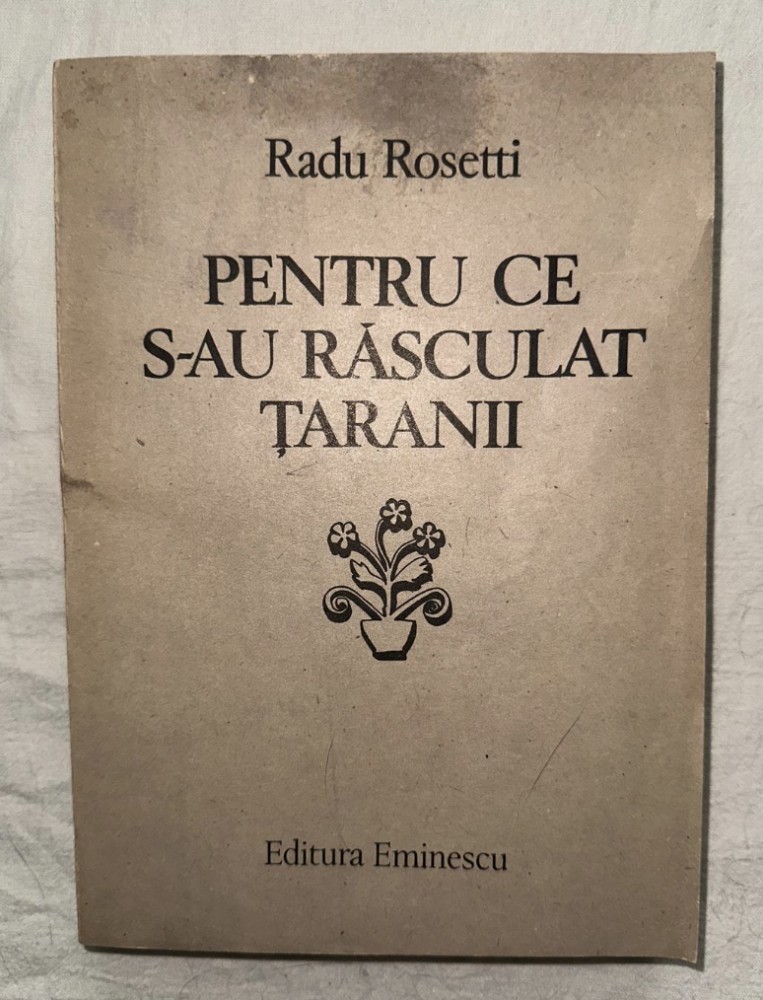 Radu Rosetti
PENTRU CE
S-AU RĂSCULAT
ȚARANII
Editura Eminescu